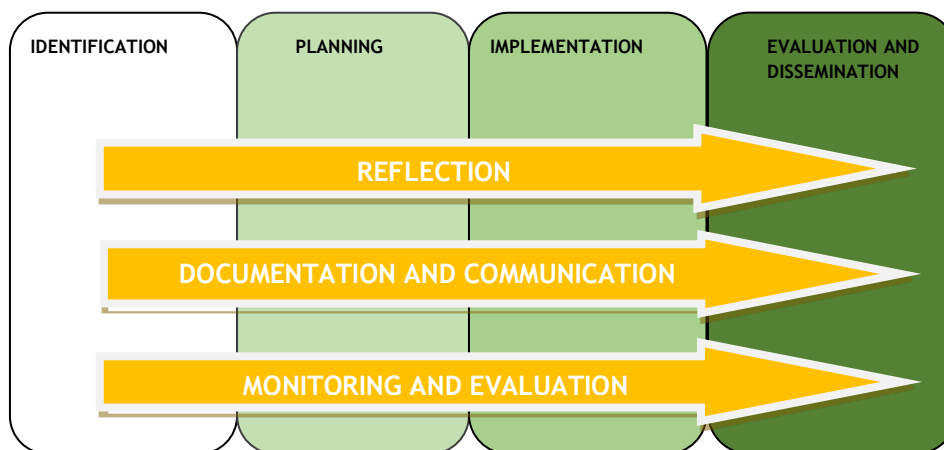 IDENTIFICATION
PLANNING
IMPLEMENTATION
EVALUATION AND
DISSEMINATION
REFLECTION
DOCUMENTATION AND COMMUNICATION
MONITORING AND EVALUATION